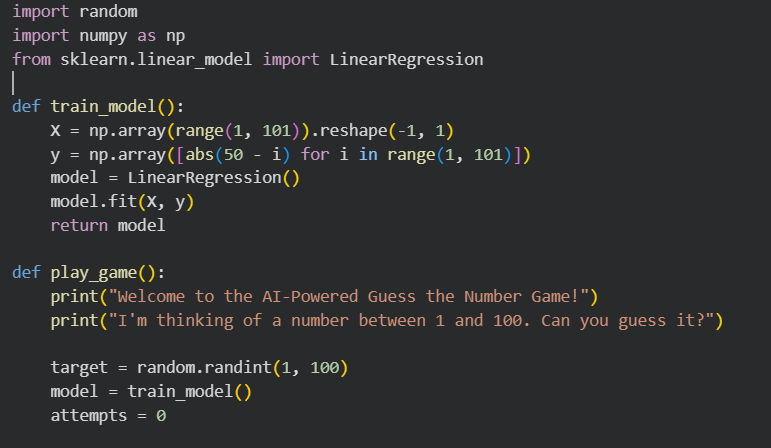 import random
import numpy as np
from sklearn.linear_model import LinearRegression
def train_model():
    X = np.array(range(1, 101)).reshape(-1, 1)
    y = np.array([abs(50 - i) for i in range(1, 101)])
    model = LinearRegression()
    model.fit(X, y)
    return model
def play_game():
    print("Welcome to the AI-Powered Guess the Number Game!")
    print("I'm thinking of a number between 1 and 100. Can you guess it?")
    target = random.randint(1, 100)
    model = train_model()
    attempts = 0